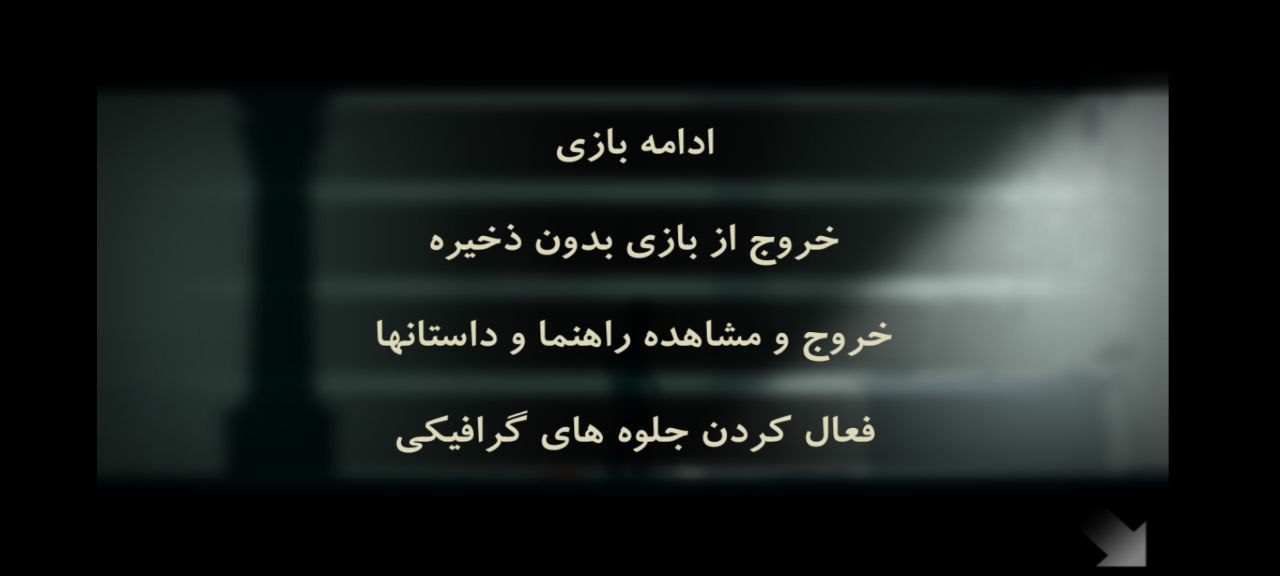 ادامه بازی
خروج از بازی بدون ذخیره
خروج و مشاهده راهنما و داستانها
فعال کردن جلوه های گرافیکی